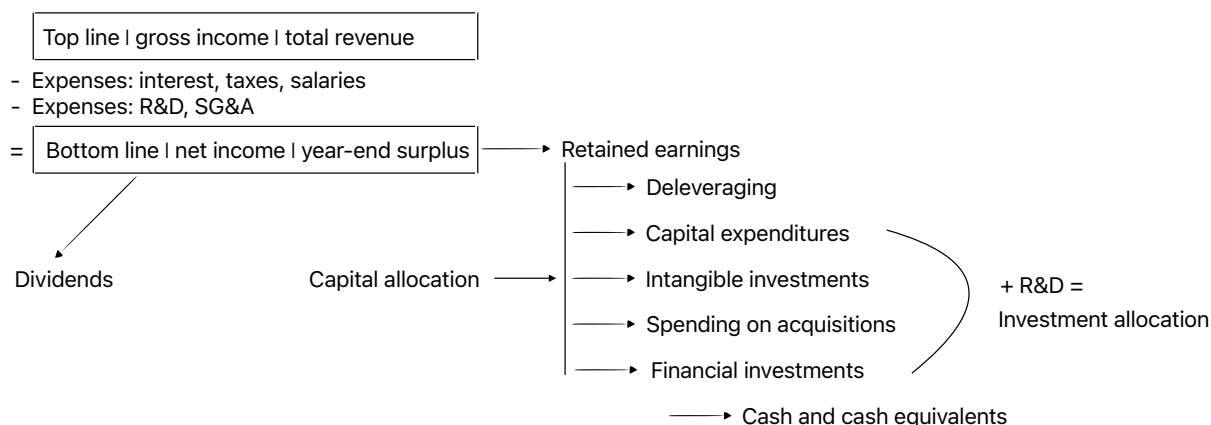 Top line | gross income | total revenue
- Expenses: interest, taxes, salaries
- Expenses: R&D, SG&A
= Bottom line | net income | year-end surplus
Retained earnings
Deleveraging
Capital expenditures
Dividends
Capital allocation
Intangible investments
+ R&D =
Investment allocation
Spending on acquisitions
Financial investments
Cash and cash equivalents